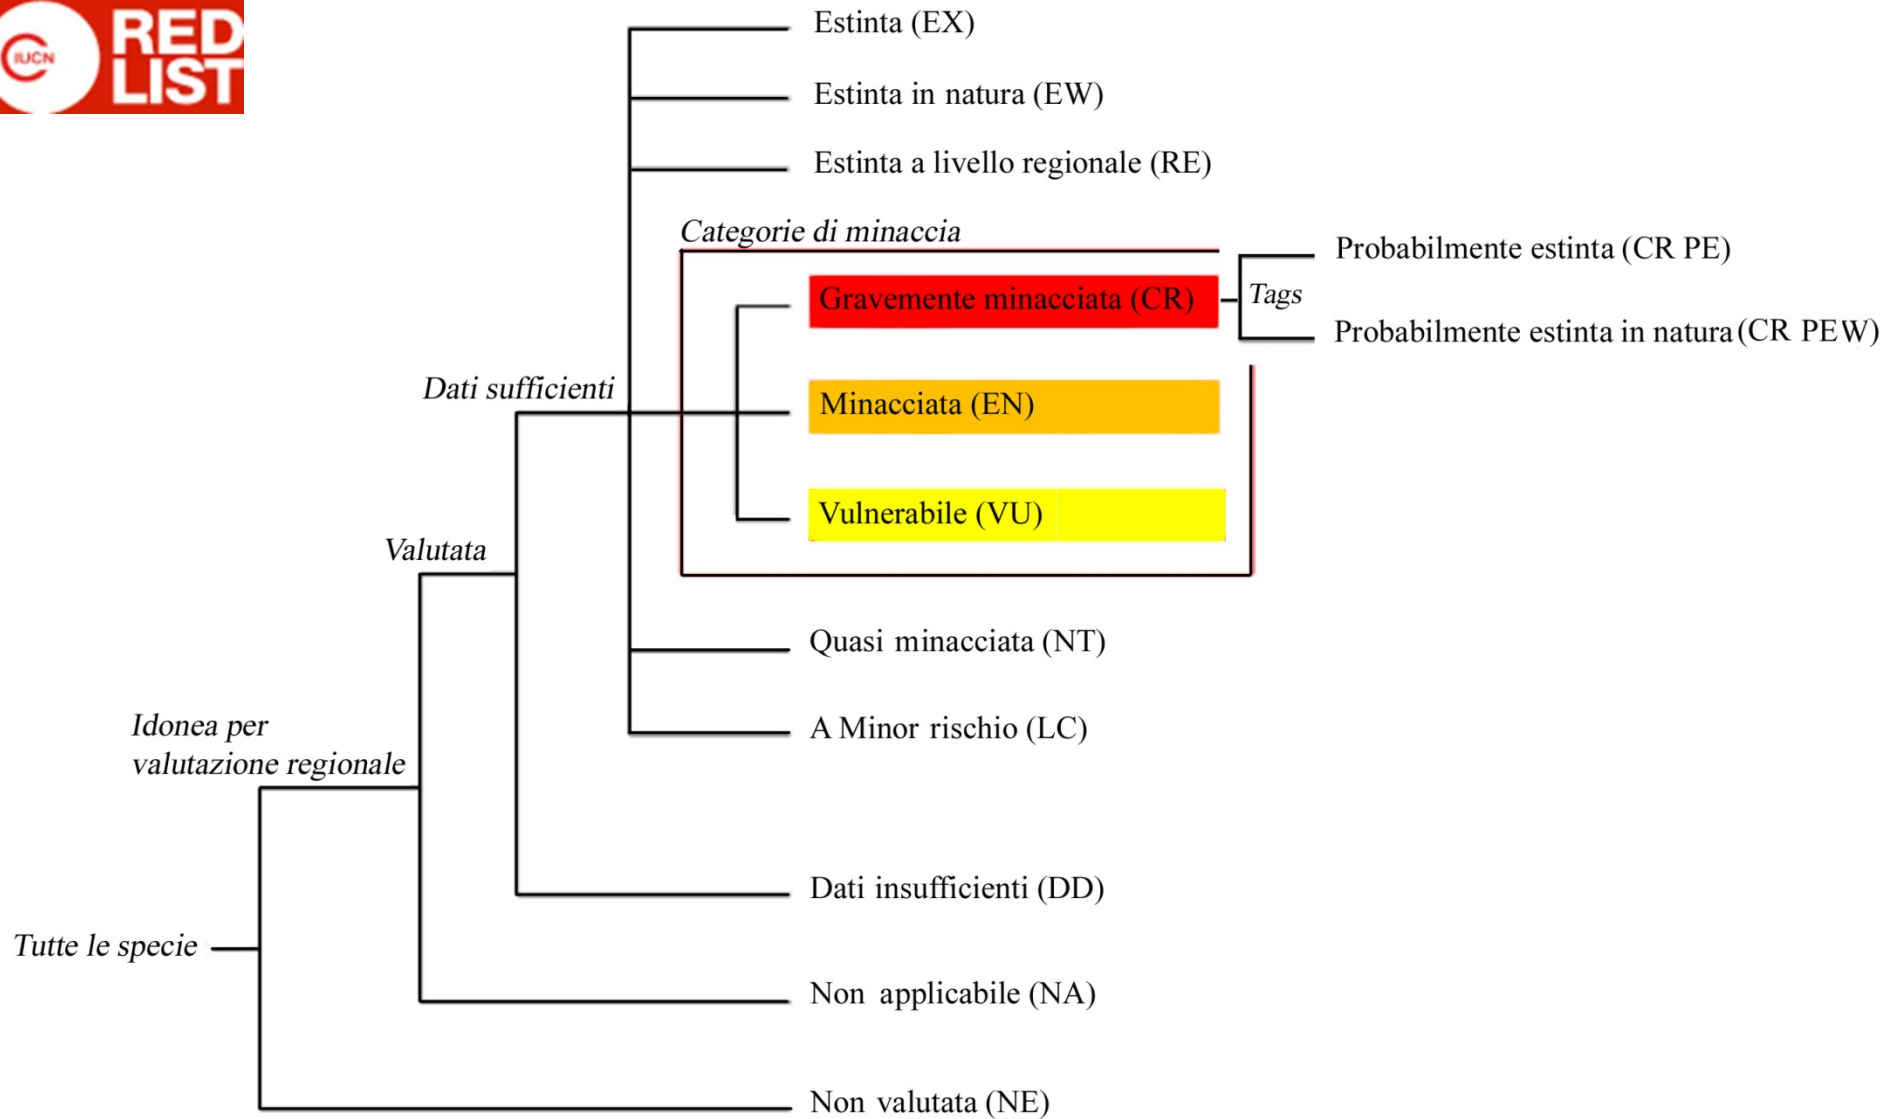 IUCN
RED
LIST
Estinta (EX)
Estinta in natura (EW)
Estinta a livello regionale (RE)
Categorie di minaccia
Probabilmente estinta (CR PE)
Gravemente minacciata (CR)
Tags
Probabilmente estinta in natura (CR PEW)
Dati sufficienti
Minacciata (EN)
Vulnerabile (VU)
Valutata
Quasi minacciata (NT)
Idonea per
valutazione regionale
A Minor rischio (LC)
Dati insufficienti (DD)
Tutte le specie
Non applicabile (NA)
Non valutata (NE)